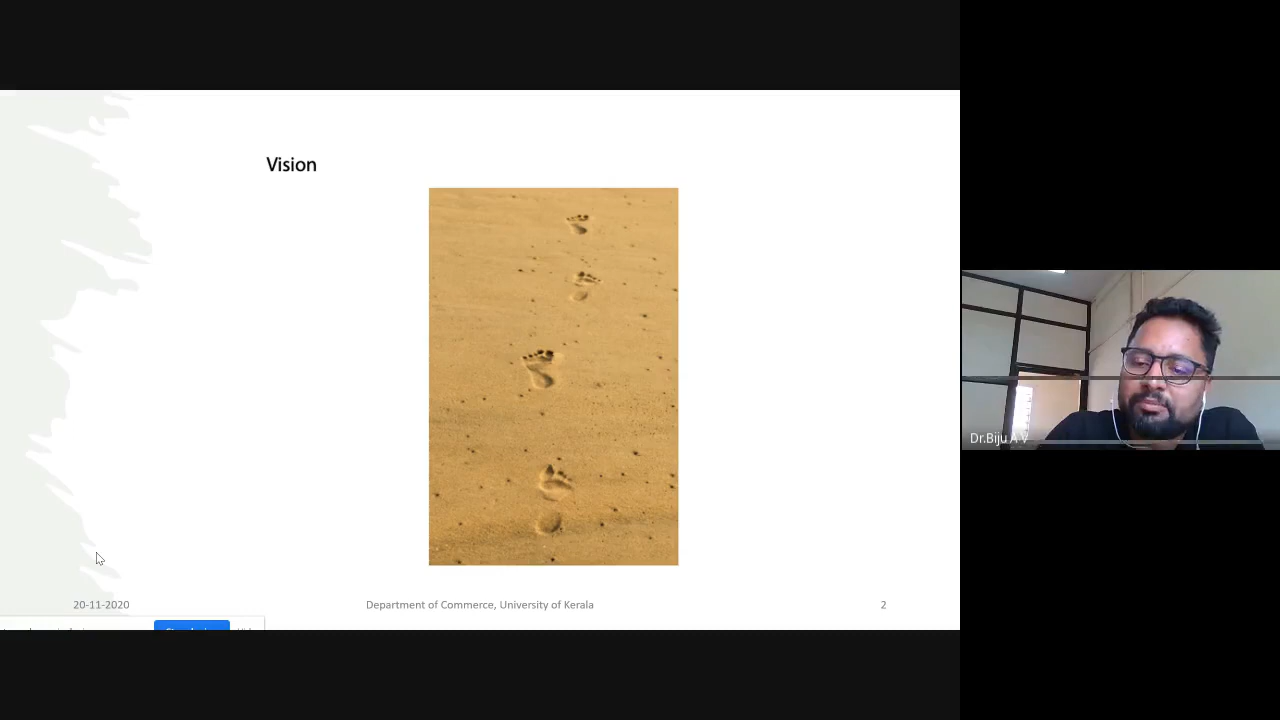 Vision
Dr.Biju A V
20-11-2020
Department of Commerce, University of Kerala
2